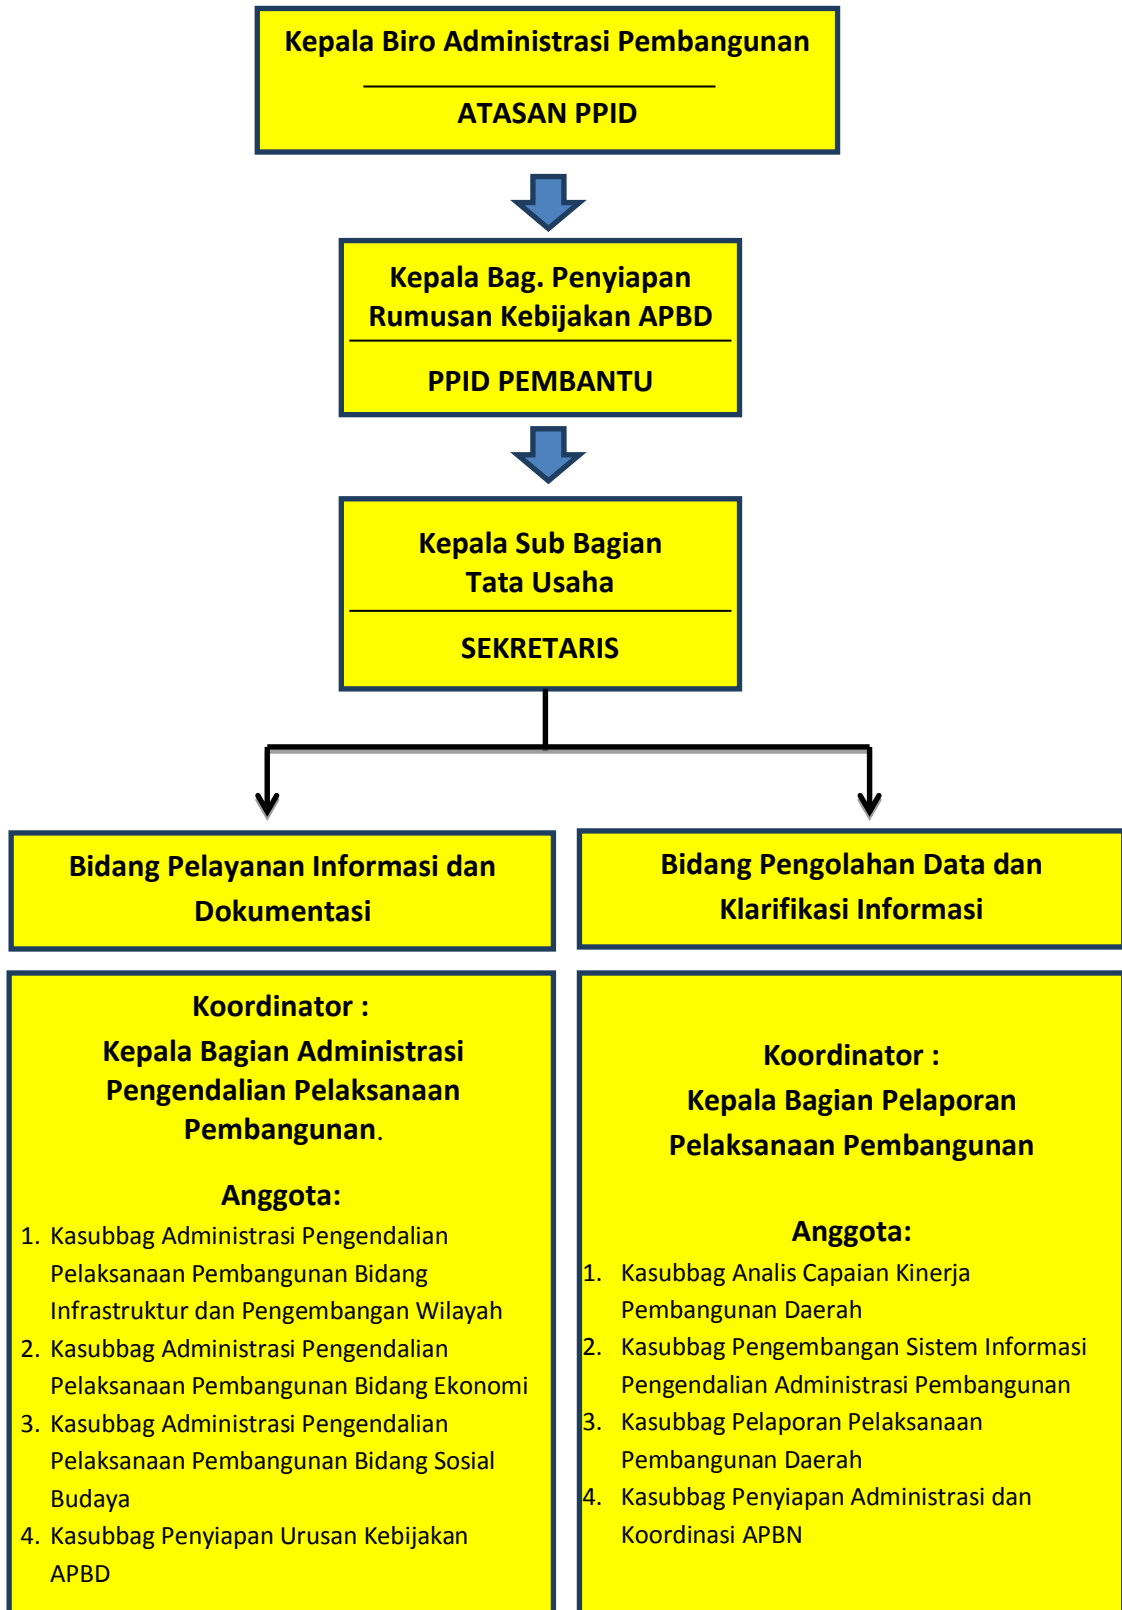 Kepala Biro Administrasi Pembangunan
ATASAN PPID
Kepala Bag. Penyiapan
Rumusan Kebijakan APBD
PPID PEMBANTU
Kepala Sub Bagian
Tata Usaha
SEKRETARIS
Bidang Pelayanan Informasi dan
Dokumentasi
Bidang Pengolahan Data dan
Klarifikasi Informasi
Koordinator :
Kepala Bagian Administrasi
Pengendalian Pelaksanaan
Pembangunan.
Anggota:
1. Kasubbag Administrasi Pengendalian
Pelaksanaan Pembangunan Bidang
Infrastruktur dan Pengembangan Wilayah
2. Kasubbag Administrasi Pengendalian
Pelaksanaan Pembangunan Bidang Ekonomi
3. Kasubbag Administrasi Pengendalian
Pelaksanaan Pembangunan Bidang Sosial
Budaya
4. Kasubbag Penyiapan Urusan Kebijakan
APBD
Koordinator :
Kepala Bagian Pelaporan
Pelaksanaan Pembangunan
Anggota:
1. Kasubbag Analis Capaian Kinerja
Pembangunan Daerah
2. Kasubbag Pengembangan Sistem Informasi
Pengendalian Administrasi Pembangunan
3. Kasubbag Pelaporan Pelaksanaan
Pembangunan Daerah
4. Kasubbag Penyiapan Administrasi dan
Koordinasi APBN